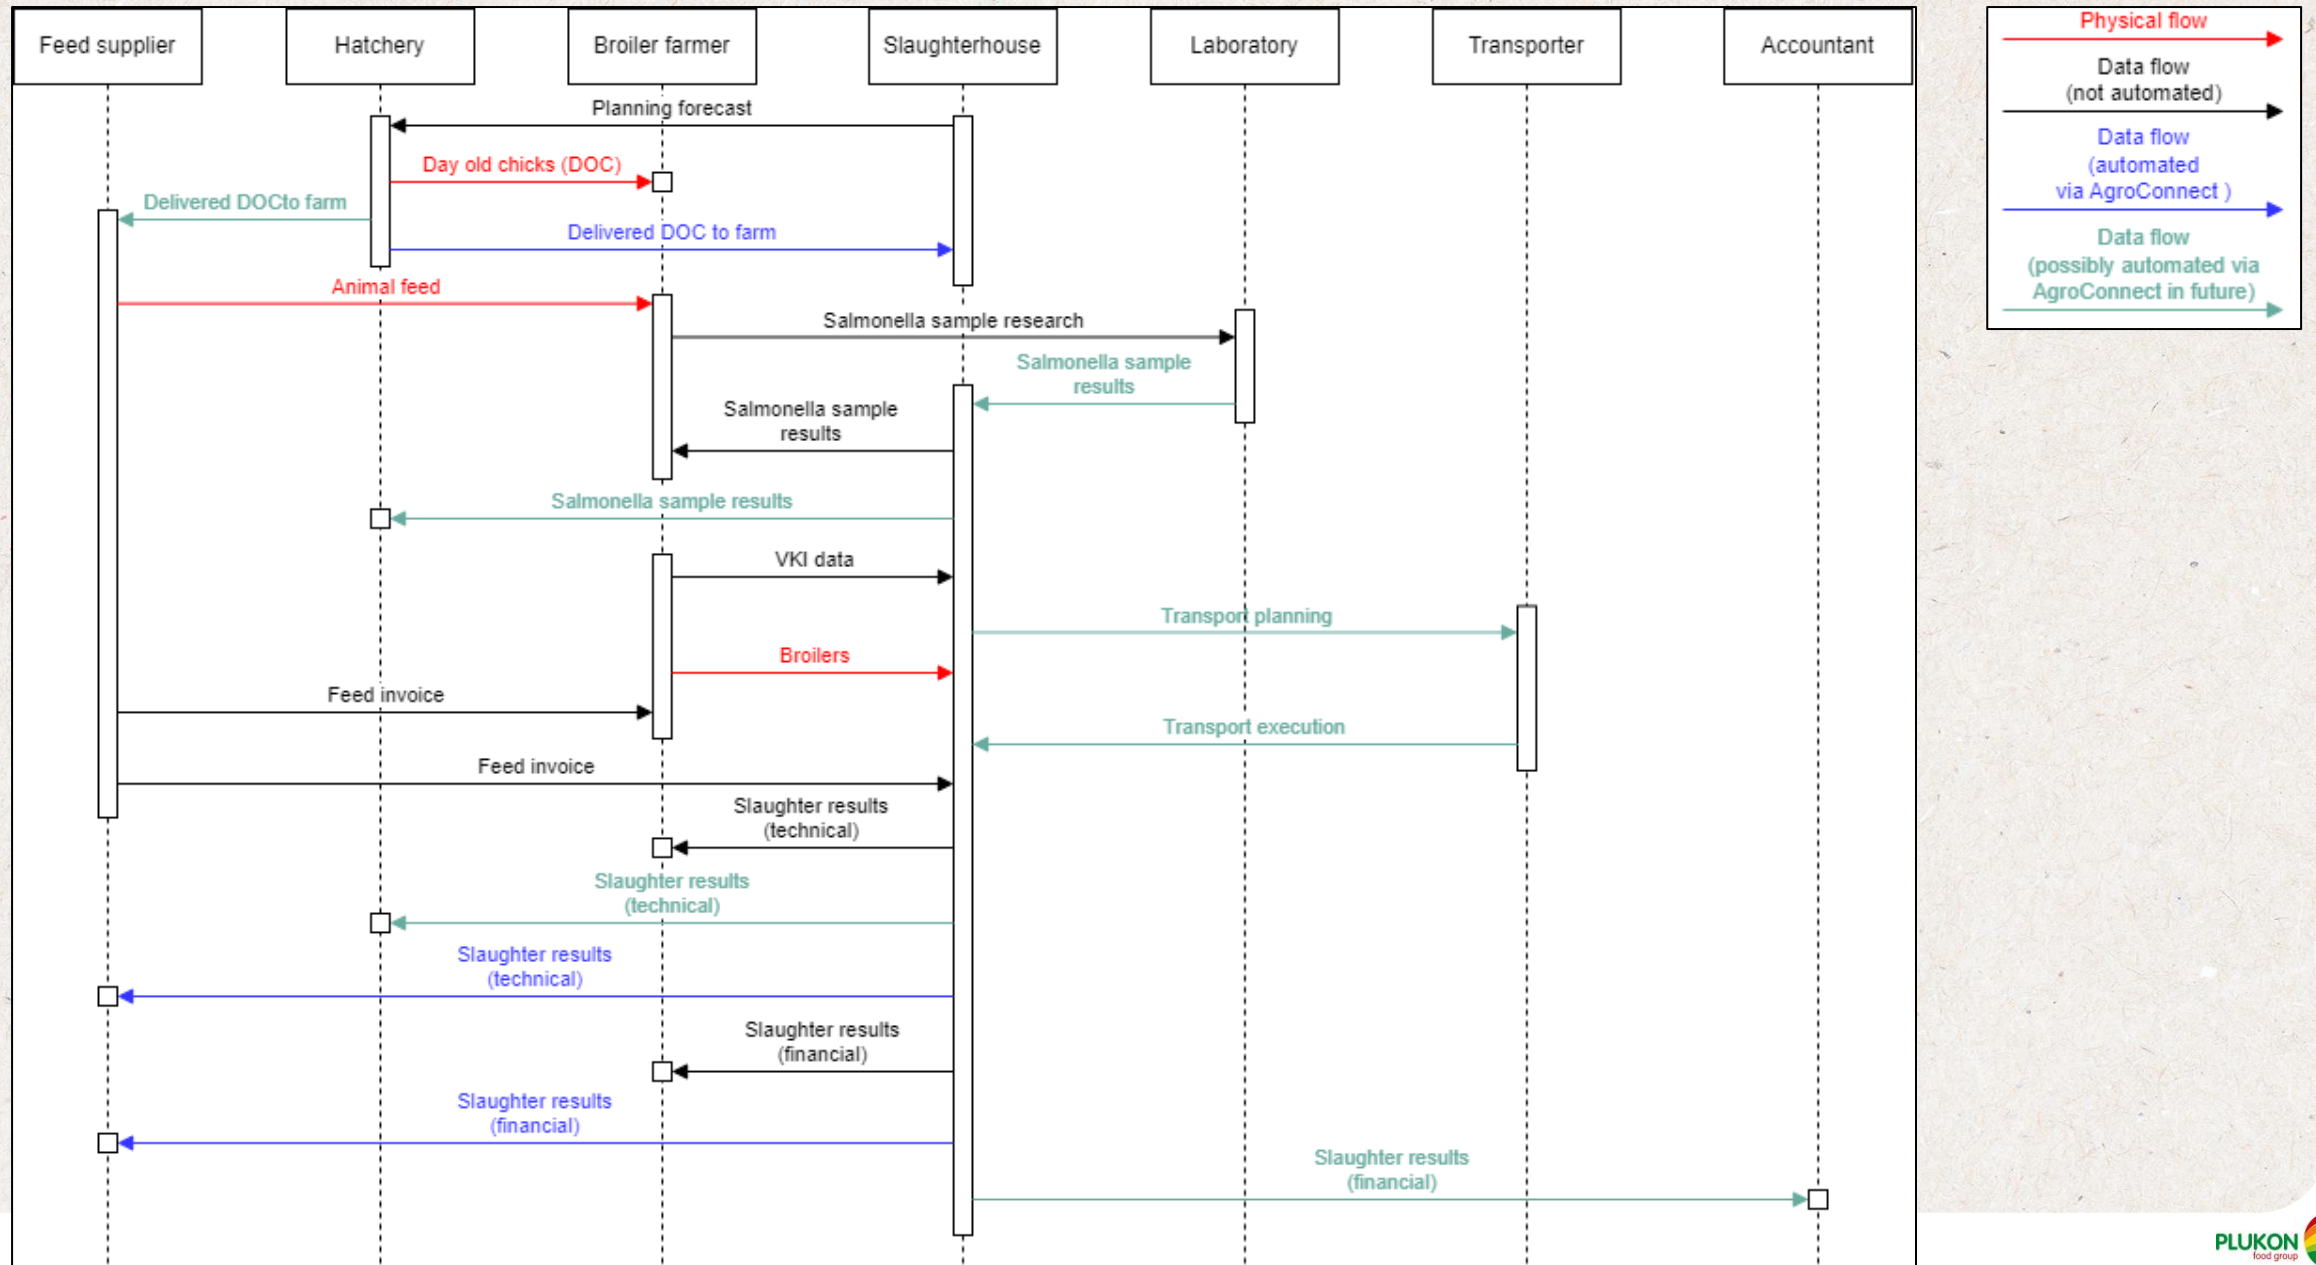 Feed supplier
Hatchery
Broiler farmer
Slaughterhouse
Laboratory
Transporter
Accountant
Planning forecast
Day old chicks (DOC)
Delivered DOCto farm
Delivered DOC to farm
Animal feed
Salmonella sample research
Salmonella sample
results
Salmonella sample
results
Salmonella sample results
VKI data
Transport planning
Broilers
Feed invoice
Transport execution
Feed invoice
Slaughter results
(technical)
Slaughter results
(technical)
Slaughter results
(technical)
Slaughter results
(financial)
Slaughter results
(financial)
Slaughter results
(financial)
Physical flow
Data flow
(not automated)
Data flow
(automated
via AgroConnect )
Data flow
(possibly automated via
AgroConnect in future)
PLUKON
food group